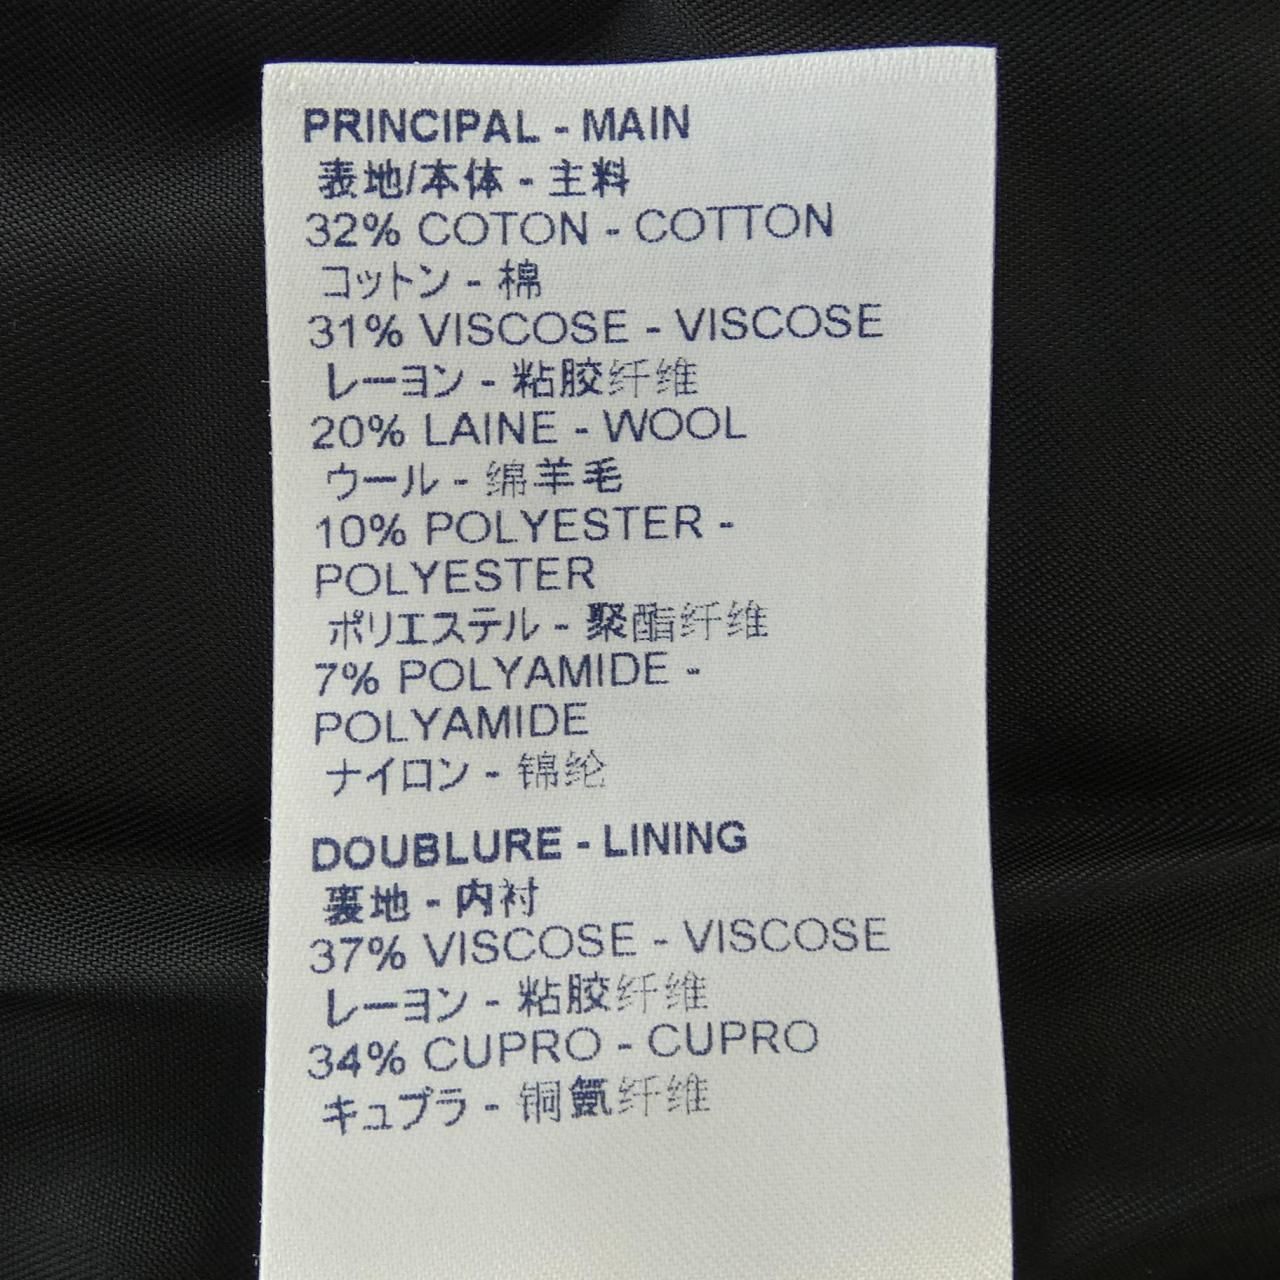 PRINCIPAL - MAIN
表地/本体 - 主料
32% COTON - COTTON
コットン - 棉
31% VISCOSE - VISCOSE
レーヨン - 粘胶纤维
20% LAINE - WOOL
ウール - 绵羊毛
10% POLYESTER -
POLYESTER
ポリエステル - 聚酯纤维
7% POLYAMIDE -
POLYAMIDE
ナイロン - 锦纶
DOUBLURE - LINING
裏地 - 内衬
37% VISCOSE - VISCOSE
レーヨン - 粘胶纤维
34% CUPRO - CUPRO
キュプラ - 铜氨纤维